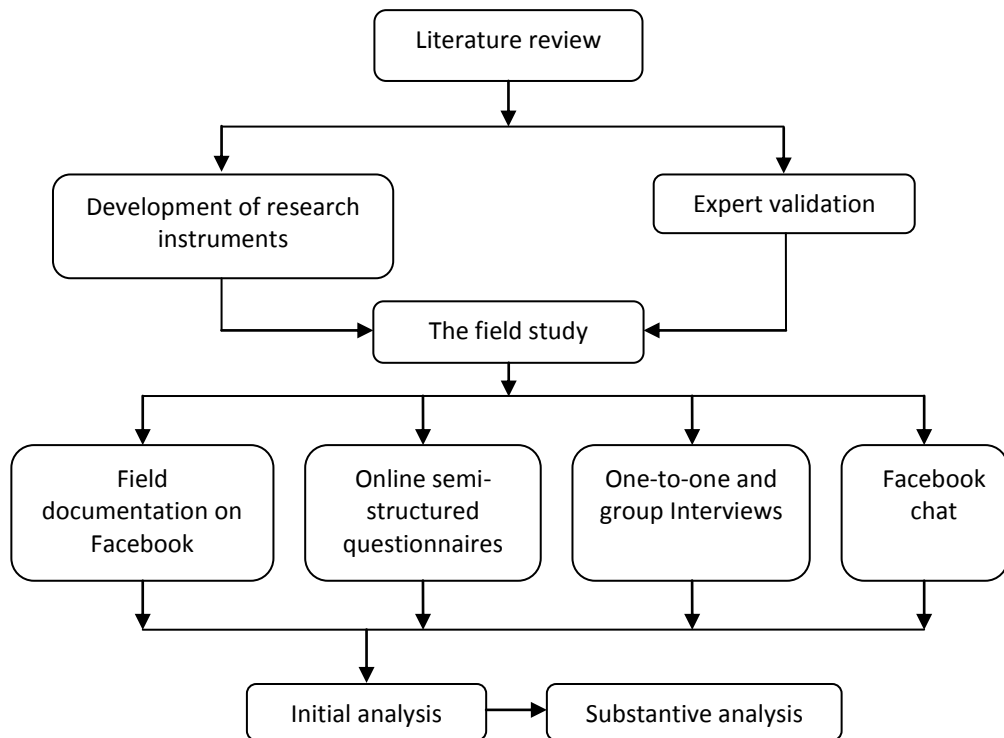 Literature review
Development of research
instruments
Expert validation
The field study
Field
documentation on
Facebook
Online semi-
structured
questionnaires
One-to-one and
group Interviews
Facebook
chat
Initial analysis
Substantive analysis